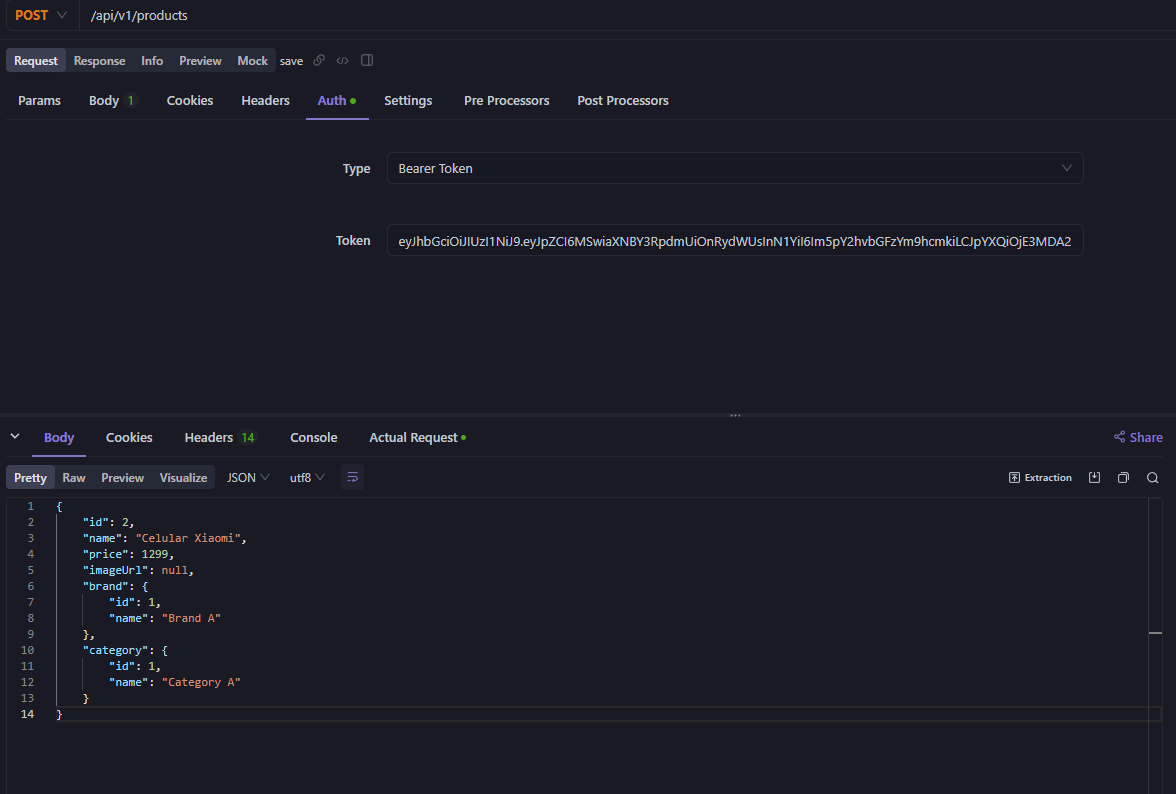 POST /api/v1/products
Request Response Info Preview Mock save
Params Body 1 Cookies Headers Auth Settings Pre Processors Post Processors
Type Bearer Token
Token eyJhbGciOiJIUzI1NiJ9.eyJpZCI6MSwiaXNBY3RpdmUiOnRydWUsInN1YiI6Im5pY2hvbGFzYm9hcmkiLCJpYXQiOjE3MDA2
Body Cookies Headers 14 Console Actual Request Share
Pretty Raw Preview Visualize JSON utf8 Extraction
1 {
2 "id": 2,
3 "name": "Celular Xiaomi",
4 "price": 1299,
5 "imageUrl": null,
6 "brand": {
7 "id": 1,
8 "name": "Brand A"
9 },
10 "category": {
11 "id": 1,
12 "name": "Category A"
13 }
14 }